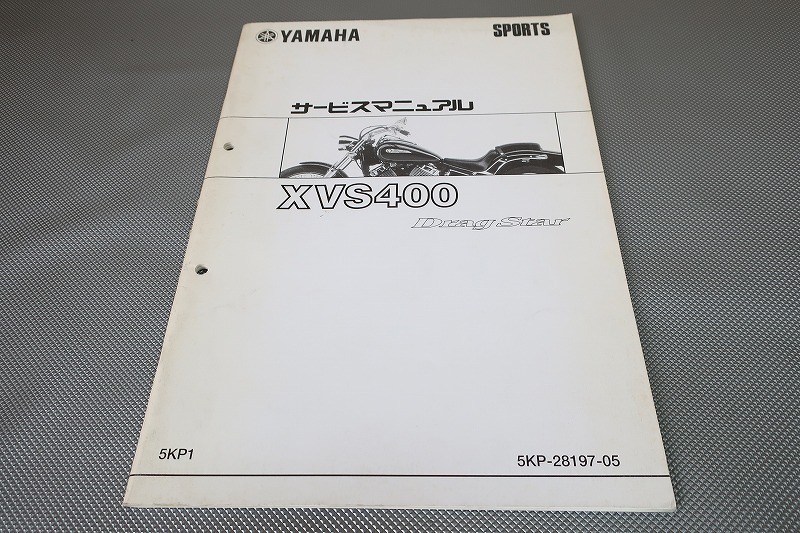 YAMAHA
SPORTS
サービスマニュアル
XVS400
Drag Star
5KP1
5KP-28197-05